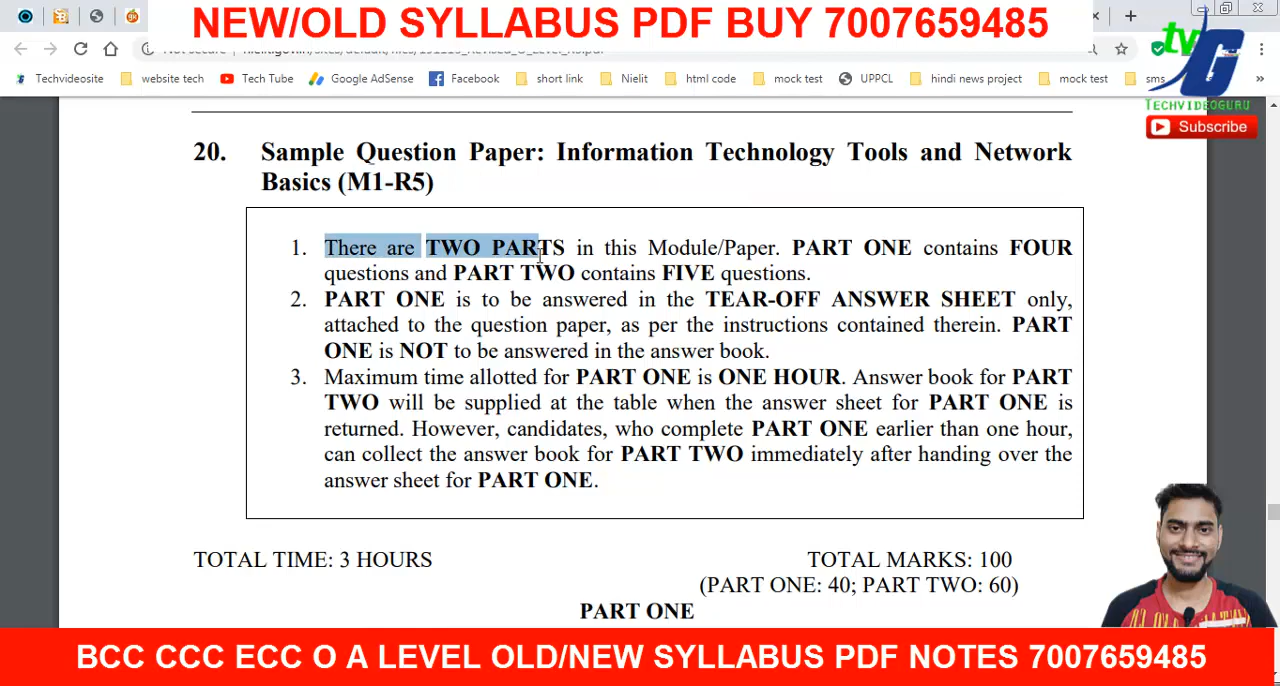 NEW/OLD SYLLABUS PDF BUY 7007659485
Techvideosite website tech Tech Tube Google AdSense Facebook short link Nielit html code mock test UPPCL hindi news project mock test sms »
tv G
TECHVIDEOGURU
Subscribe
20. Sample Question Paper: Information Technology Tools and Network
Basics (M1-R5)
1. There are TWO PARTS in this Module/Paper. PART ONE contains FOUR
questions and PART TWO contains FIVE questions.
2. PART ONE is to be answered in the TEAR-OFF ANSWER SHEET only,
attached to the question paper, as per the instructions contained therein. PART
ONE is NOT to be answered in the answer book.
3. Maximum time allotted for PART ONE is ONE HOUR. Answer book for PART
TWO will be supplied at the table when the answer sheet for PART ONE is
returned. However, candidates, who complete PART ONE earlier than one hour,
can collect the answer book for PART TWO immediately after handing over the
answer sheet for PART ONE.
TOTAL TIME: 3 HOURS TOTAL MARKS: 100
(PART ONE: 40; PART TWO: 60)
PART ONE
BCC CCC ECC O A LEVEL OLD/NEW SYLLABUS PDF NOTES 7007659485